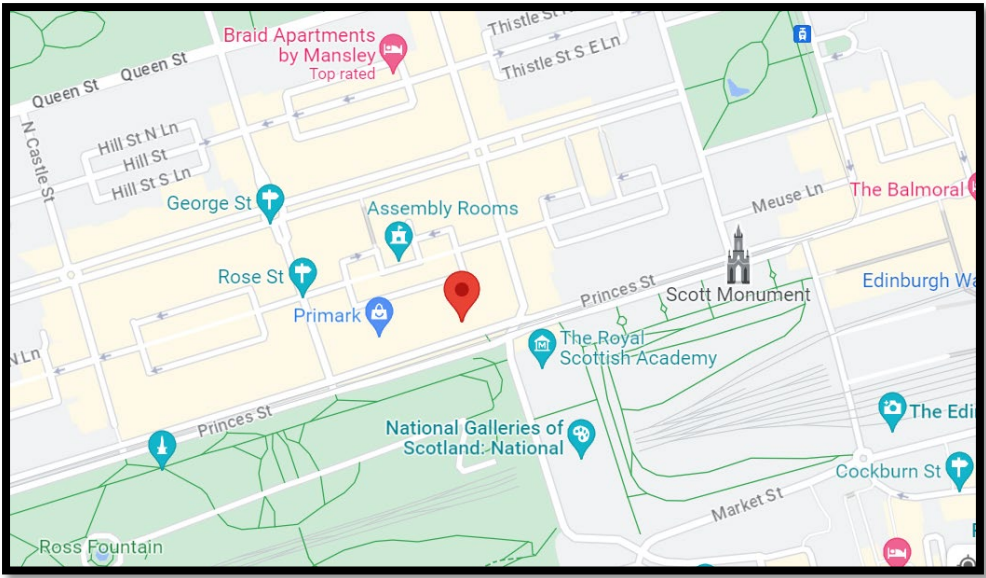 Braid Apartments
by Mansley
Top rated
Thistle St
Thistle St S E Ln
Queen St
Queen St
N Castle St
Hill St N Ln
Hill St
Hill St S Ln
George St
Assembly Rooms
Meuse Ln
The Balmoral
Rose St
Primark
Princes St
Scott Monument
Edinburgh Wa
N Ln
The Royal
Scottish Academy
Princes St
National Galleries of
Scotland: National
The Edi
Cockburn St
Market St
Ross Fountain